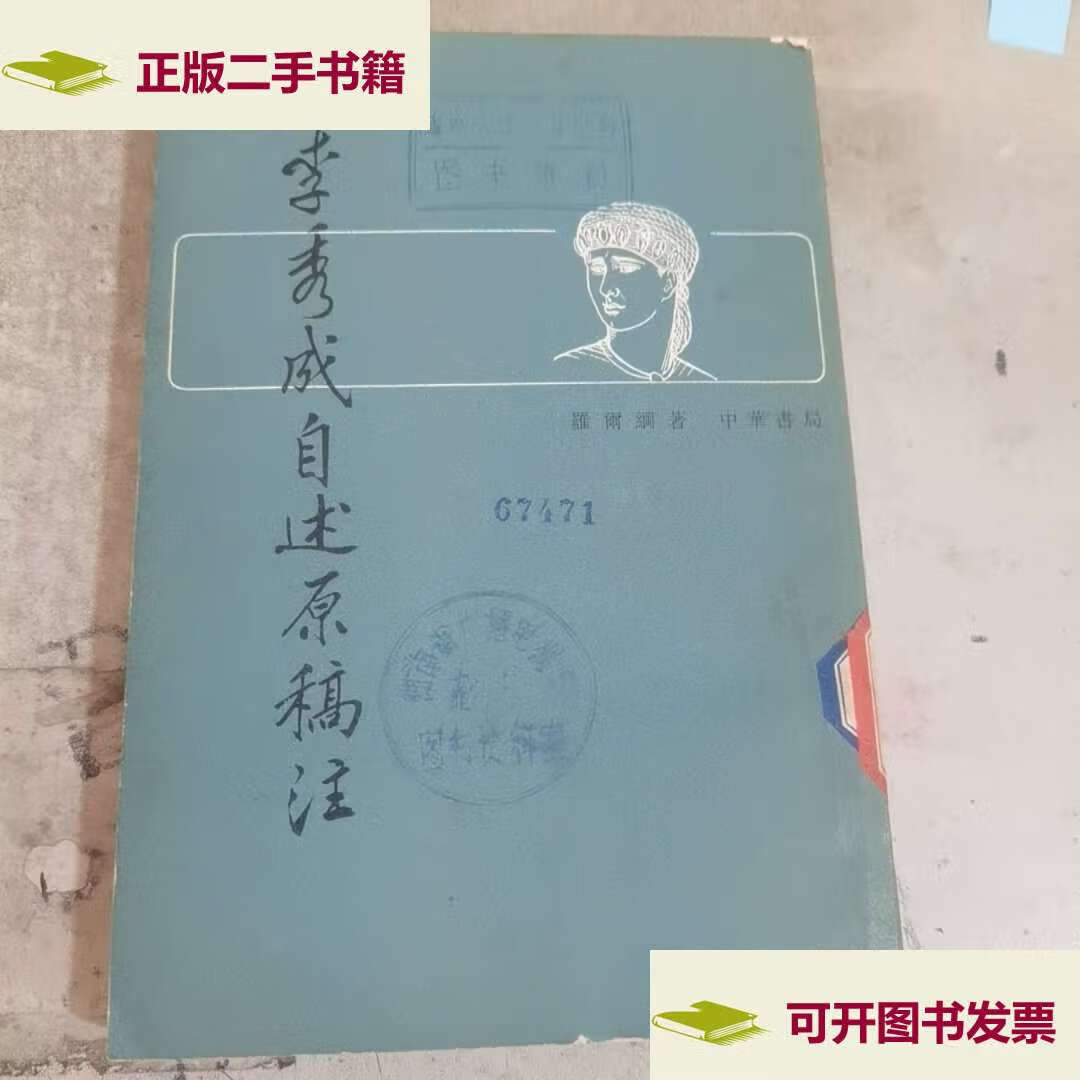 正版二手书籍
李秀成自述原稿注
羅爾綱著 中華書局
67471
可开图书发票